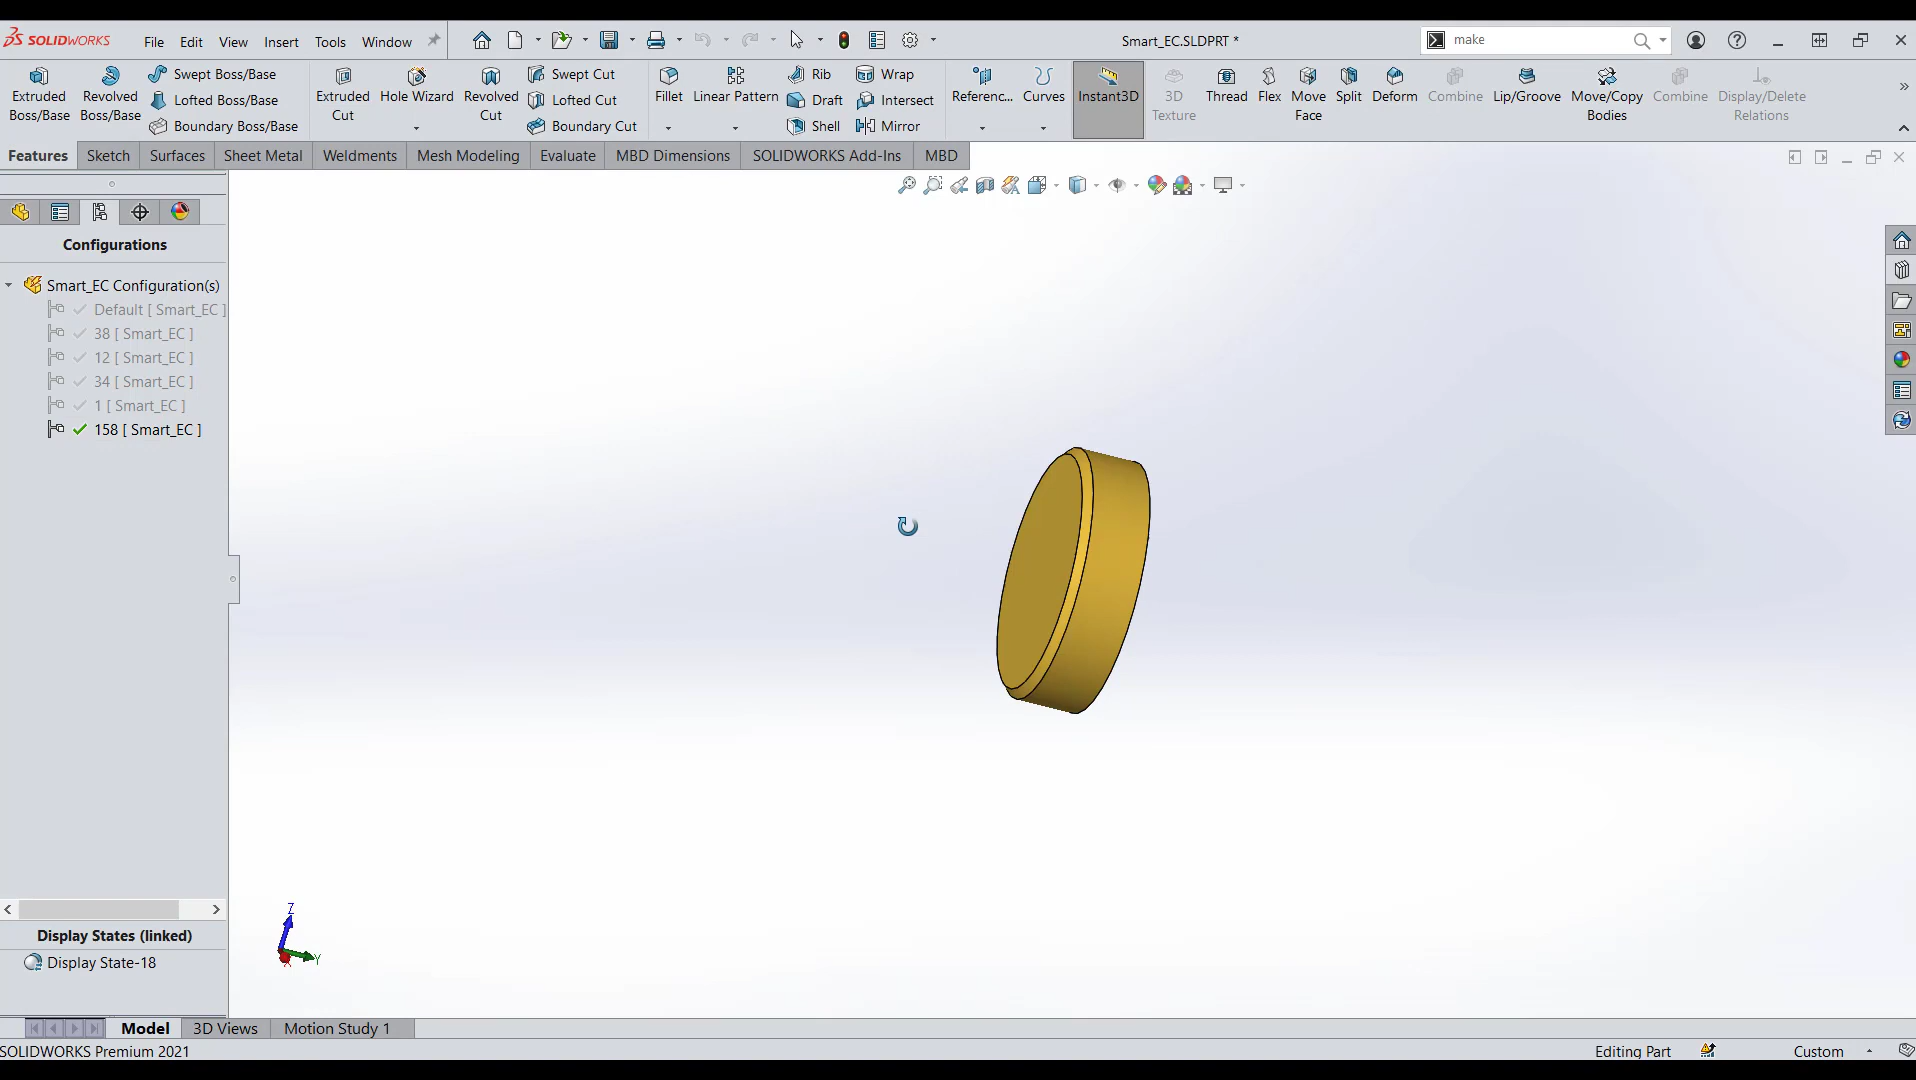 SOLIDWORKS File Edit View Insert Tools Window Smart_EC.SLDPRT * make
Extruded Boss/Base
Revolved Boss/Base
Swept Boss/Base
Lofted Boss/Base
Boundary Boss/Base
Extruded Cut
Hole Wizard
Revolved Cut
Swept Cut
Lofted Cut
Boundary Cut
Fillet
Linear Pattern
Rib
Draft
Shell
Wrap
Intersect
Mirror
Referenc...
Curves
Instant3D
3D Texture
Thread
Flex
Move Face
Split
Deform
Combine
Lip/Groove
Move/Copy Bodies
Combine
Display/Delete Relations
Features Sketch Surfaces Sheet Metal Weldments Mesh Modeling Evaluate MBD Dimensions SOLIDWORKS Add-Ins MBD
Configurations
Smart_EC Configuration(s)
Default [ Smart_EC ]
38 [ Smart_EC ]
12 [ Smart_EC ]
34 [ Smart_EC ]
1 [ Smart_EC ]
158 [ Smart_EC ]
Z
Y
X
Display States (linked)
Display State-18
Model 3D Views Motion Study 1
SOLIDWORKS Premium 2021 Editing Part Custom